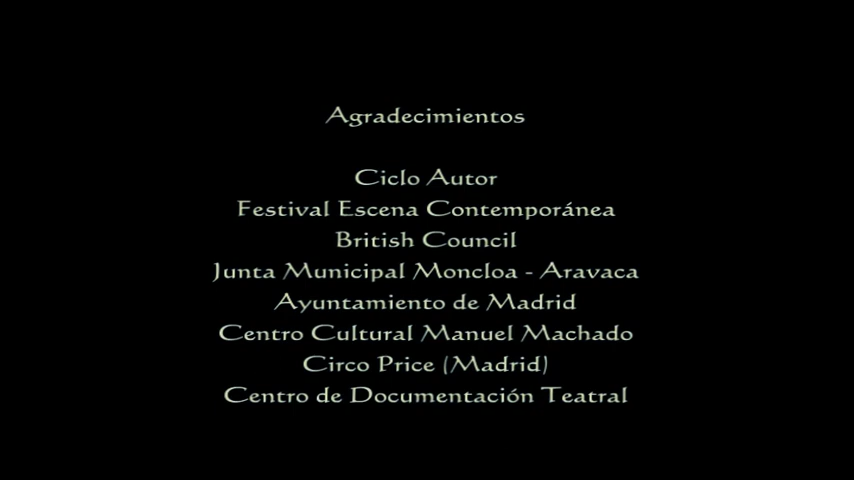 Agradecimientos
Ciclo Autor
Festival Escena Contemporánea
British Council
Junta Municipal Moncloa - Aravaca
Ayuntamiento de Madrid
Centro Cultural Manuel Machado
Circo Price (Madrid)
Centro de Documentación Teatral